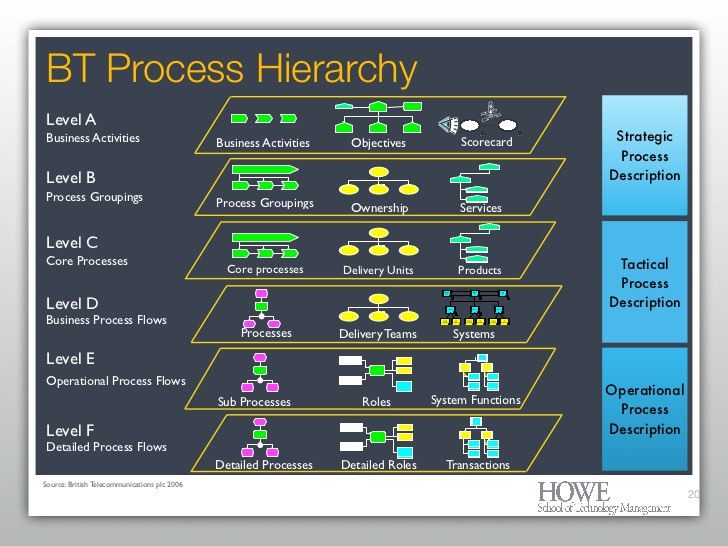 BT Process Hierarchy
Level A
Business Activities
Business Activities
Objectives
Scorecard
Level B
Process Groupings
Process Groupings
Ownership
Services
Strategic
Process
Description
Level C
Core Processes
Core processes
Delivery Units
Products
Level D
Business Process Flows
Processes
Delivery Teams
Systems
Tactical
Process
Description
Level E
Operational Process Flows
Sub Processes
Roles
System Functions
Level F
Detailed Process Flows
Detailed Processes
Detailed Roles
Transactions
Operational
Process
Description
Source: British Telecommunications plc 2006
HOWE
School of Technology Management
20